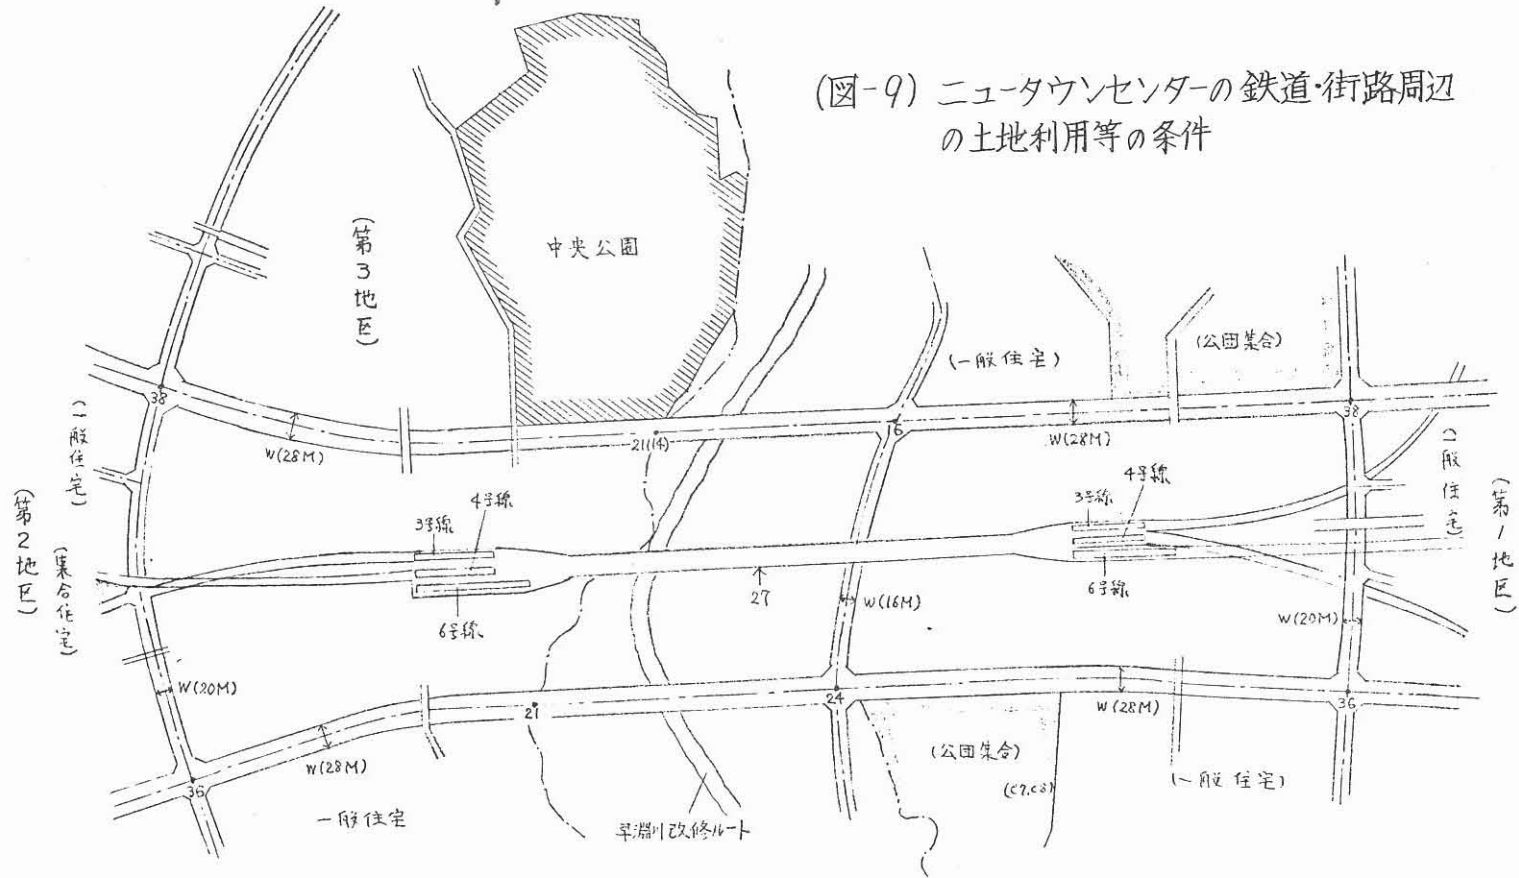 (図-9) ニュータウンセンターの鉄道・街路周辺
の土地利用等の条件
中央公園
(第3地区)
(一般住宅)
(公団集合)
38
W(28M)
21(14)
16
W(28M)
38
(一般住宅)
(第2地区)
(集合住宅)
3号線
4号線
6号線
27
W(16M)
3号線
4号線
6号線
(一般住宅)
(第1地区)
W(20M)
W(20M)
36
W(28M)
21
24
W(28M)
36
一般住宅
早淵川改修ルート
(公団集合)
(C7.C8)
(一般住宅)